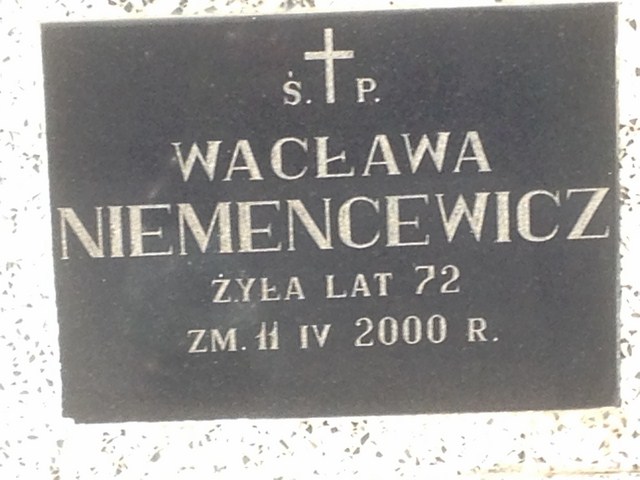 Ś. P.
WACŁAWA
NIEMENCEWICZ
ŻYŁA LAT 72
ZM. 11 IV 2000 R.